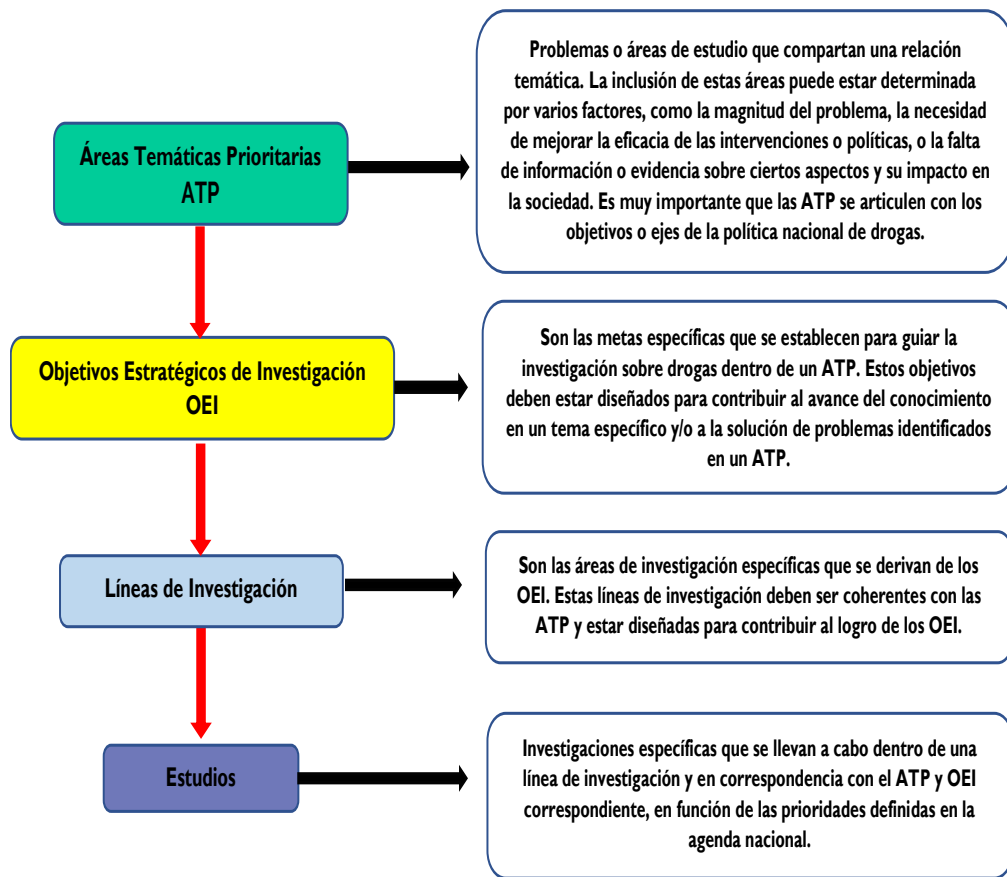 Áreas Temáticas Prioritarias
ATP
Problemas o áreas de estudio que compartan una relación
temática. La inclusión de estas áreas puede estar determinada
por varios factores, como la magnitud del problema, la necesidad
de mejorar la eficacia de las intervenciones o políticas, o la falta
de información o evidencia sobre ciertos aspectos y su impacto en
la sociedad. Es muy importante que las ATP se articulen con los
objetivos o ejes de la política nacional de drogas.
Objetivos Estratégicos de Investigación
OEI
Son las metas específicas que se establecen para guiar la
investigación sobre drogas dentro de un ATP. Estos objetivos
deben estar diseñados para contribuir al avance del conocimiento
en un tema específico y/o a la solución de problemas identificados
en un ATP.
Líneas de Investigación
Son las áreas de investigación específicas que se derivan de los
OEI. Estas líneas de investigación deben ser coherentes con las
ATP y estar diseñadas para contribuir al logro de los OEI.
Estudios
Investigaciones específicas que se llevan a cabo dentro de una
línea de investigación y en correspondencia con el ATP y OEI
correspondiente, en función de las prioridades definidas en la
agenda nacional.